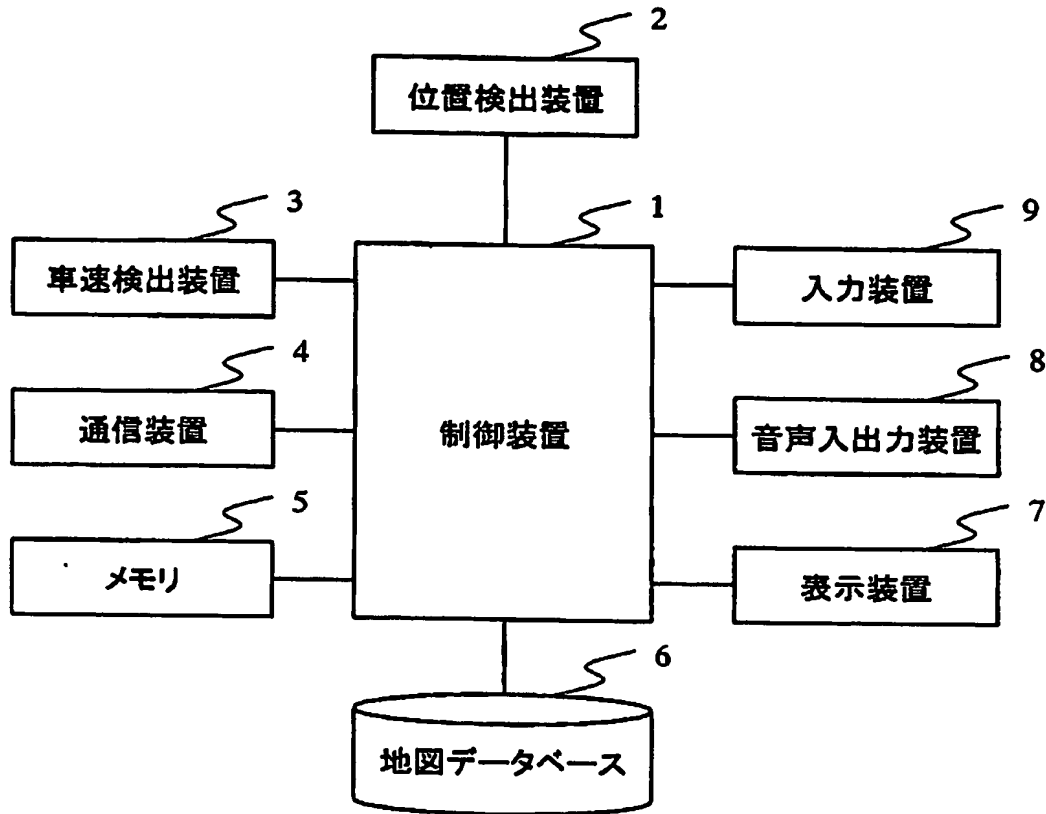 2
位置検出装置
3
1
9
車速検出装置
入力装置
4
8
通信装置
制御装置
音声入出力装置
5
7
メモリ
表示装置
6
地図データベース